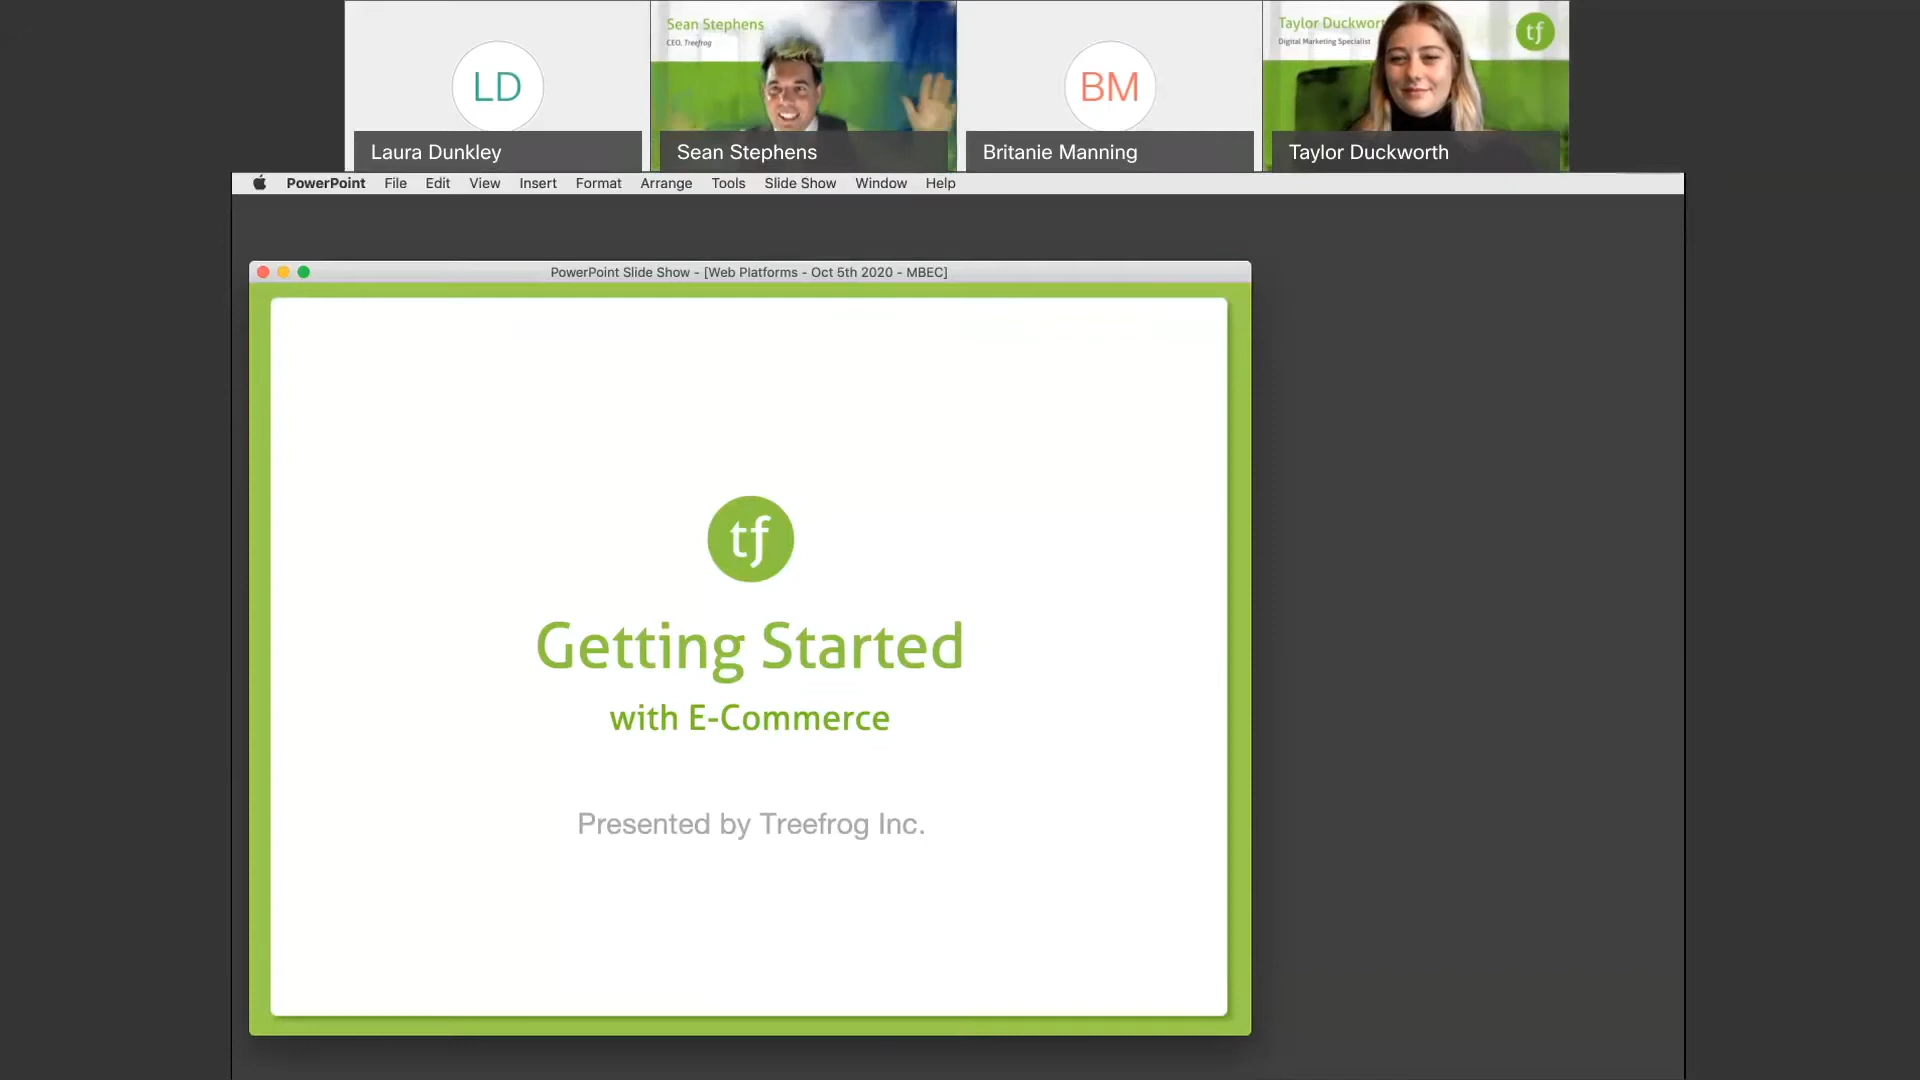 LD
Laura Dunkley
Sean Stephens
CEO, Treefrog
Sean Stephens
BM
Britanie Manning
Taylor Duckwort
Digital Marketing Specialist
tf
Taylor Duckworth
PowerPoint File Edit View Insert Format Arrange Tools Slide Show Window Help
PowerPoint Slide Show - [Web Platforms - Oct 5th 2020 - MBEC]
tf
Getting Started
with E-Commerce
Presented by Treefrog Inc.